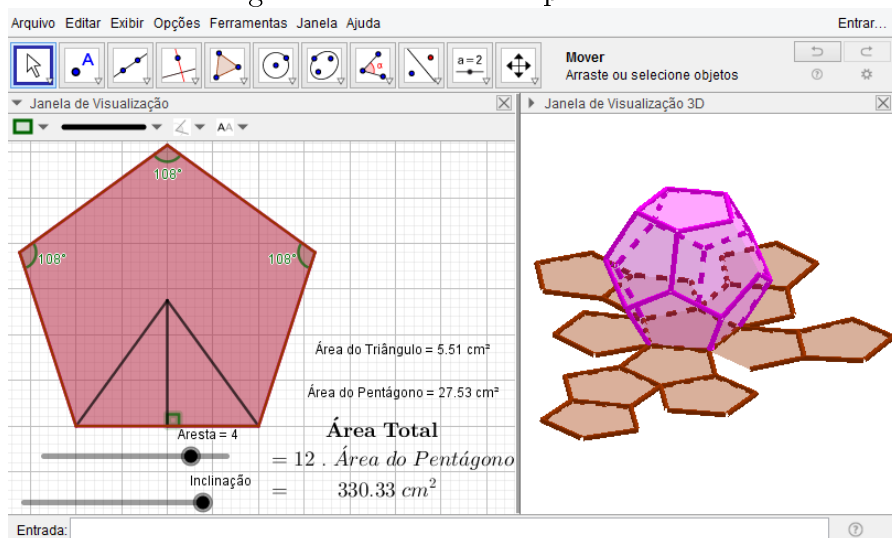 Arquivo Editar Exibir Opções Ferramentas Janela Ajuda Entrar...
A
α
a=2
Mover
Arraste ou selecione objetos
Janela de Visualização
Janela de Visualização 3D
AA
108°
108°
108°
Área do Triângulo = 5.51 cm²
Área do Pentágono = 27.53 cm²
Aresta = 4
Área Total
= 12 . Área do Pentágono
Inclinação
= 330.33 cm²
Entrada: